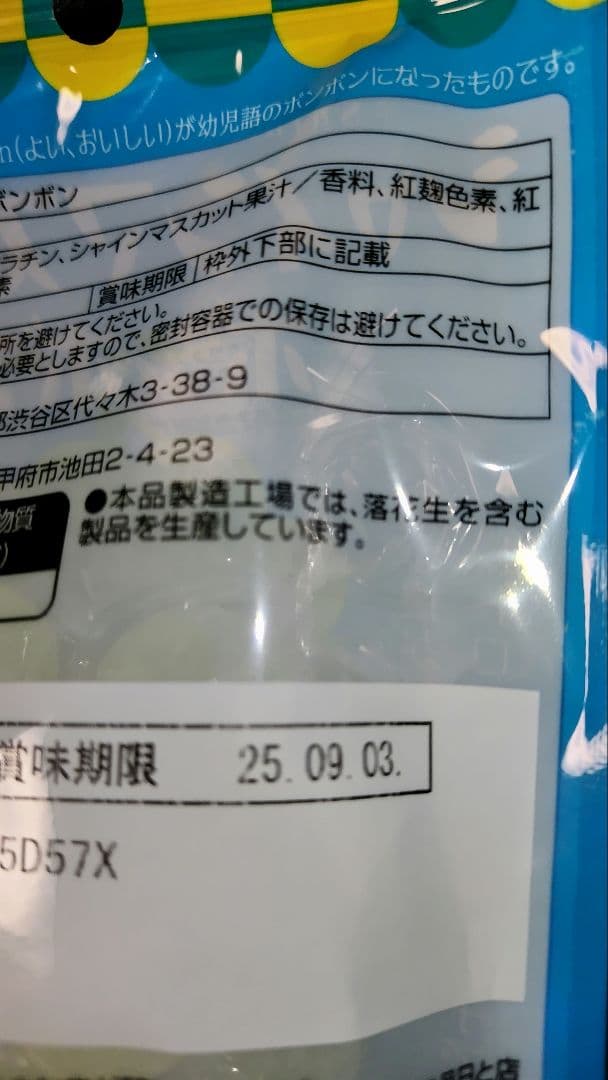 n(よい、おいしい)が幼児語のボンボンになったものです。
ボンボン
ラチン、シャインマスカット果汁／香料、紅麹色素、紅
素
賞味期限 枠外下部に記載
所を避けてください。
必要としますので、密封容器での保存は避けてください。
都渋谷区代々木3-38-9
甲府市池田2-4-23
物質
)
●本品製造工場では、落花生を含む
製品を生産しています。
賞味期限 25.09.03.
5D57X